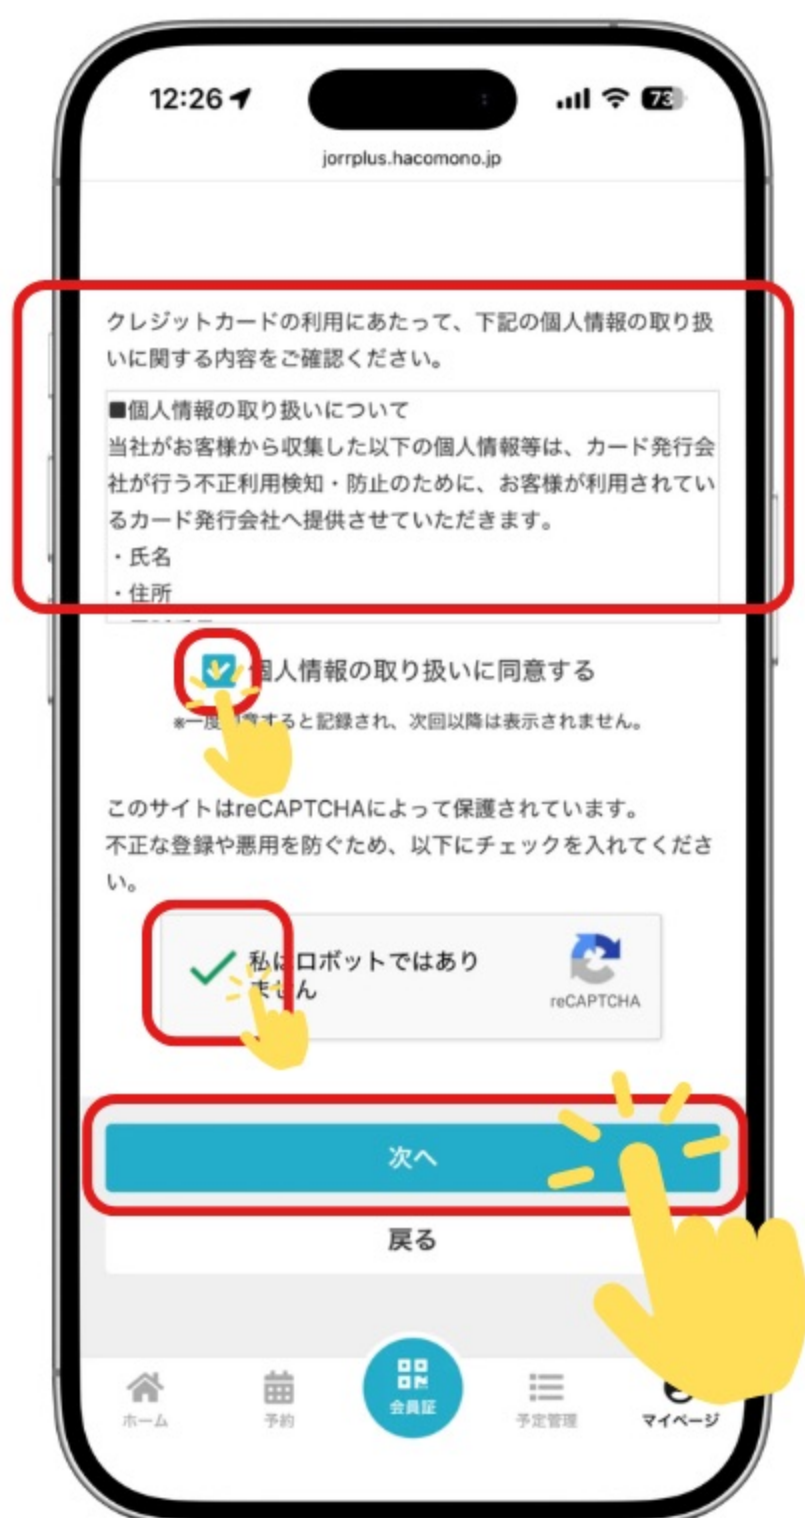 12:26
73
jorrplus.hacomono.jp
クレジットカードの利用にあたって、下記の個人情報の取り扱
いに関する内容をご確認ください。
■個人情報の取り扱いについて
当社がお客様から収集した以下の個人情報等は、カード発行会
社が行う不正利用検知・防止のために、お客様が利用されてい
るカード発行会社へ提供させていただきます。
・氏名
・住所
個人情報の取り扱いに同意する
※一度同意すると記録され、次回以降は表示されません。
このサイトはreCAPTCHAによって保護されています。
不正な登録や悪用を防ぐため、以下にチェックを入れてくださ
い。
私はロボットではあり
ません
reCAPTCHA
次へ
戻る
ホーム
予約
会員証
予定管理
マイページ